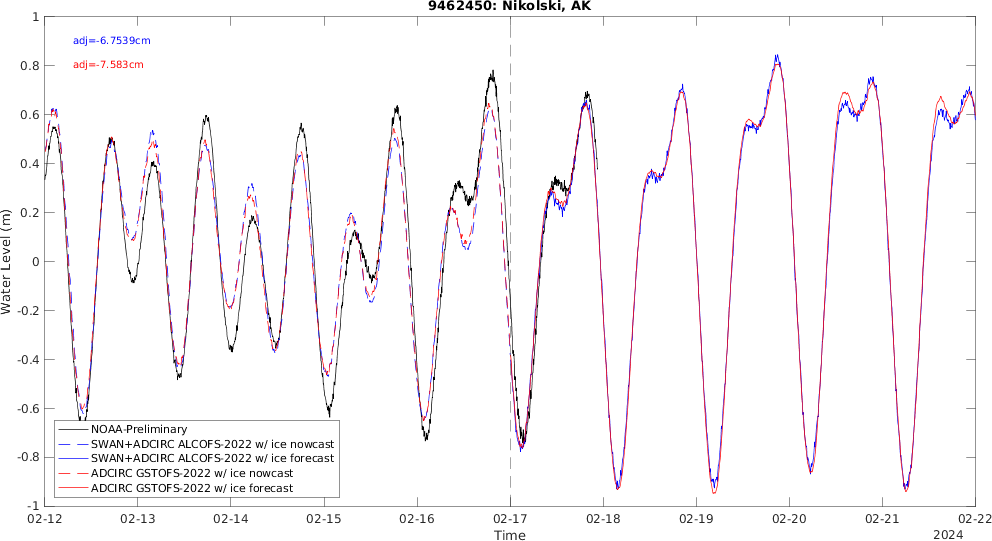 9462450: Nikolski, AK
adj=-6.7539cm
adj=-7.583cm
Water Level (m)
1
0.8
0.6
0.4
0.2
0
-0.2
-0.4
-0.6
-0.8
-1
NOAA-Preliminary
SWAN+ADCIRC ALCOFS-2022 w/ ice nowcast
SWAN+ADCIRC ALCOFS-2022 w/ ice forecast
ADCIRC GSTOFS-2022 w/ ice nowcast
ADCIRC GSTOFS-2022 w/ ice forecast
02-12 02-13 02-14 02-15 02-16 02-17 02-18 02-19 02-20 02-21 02-22
Time
2024